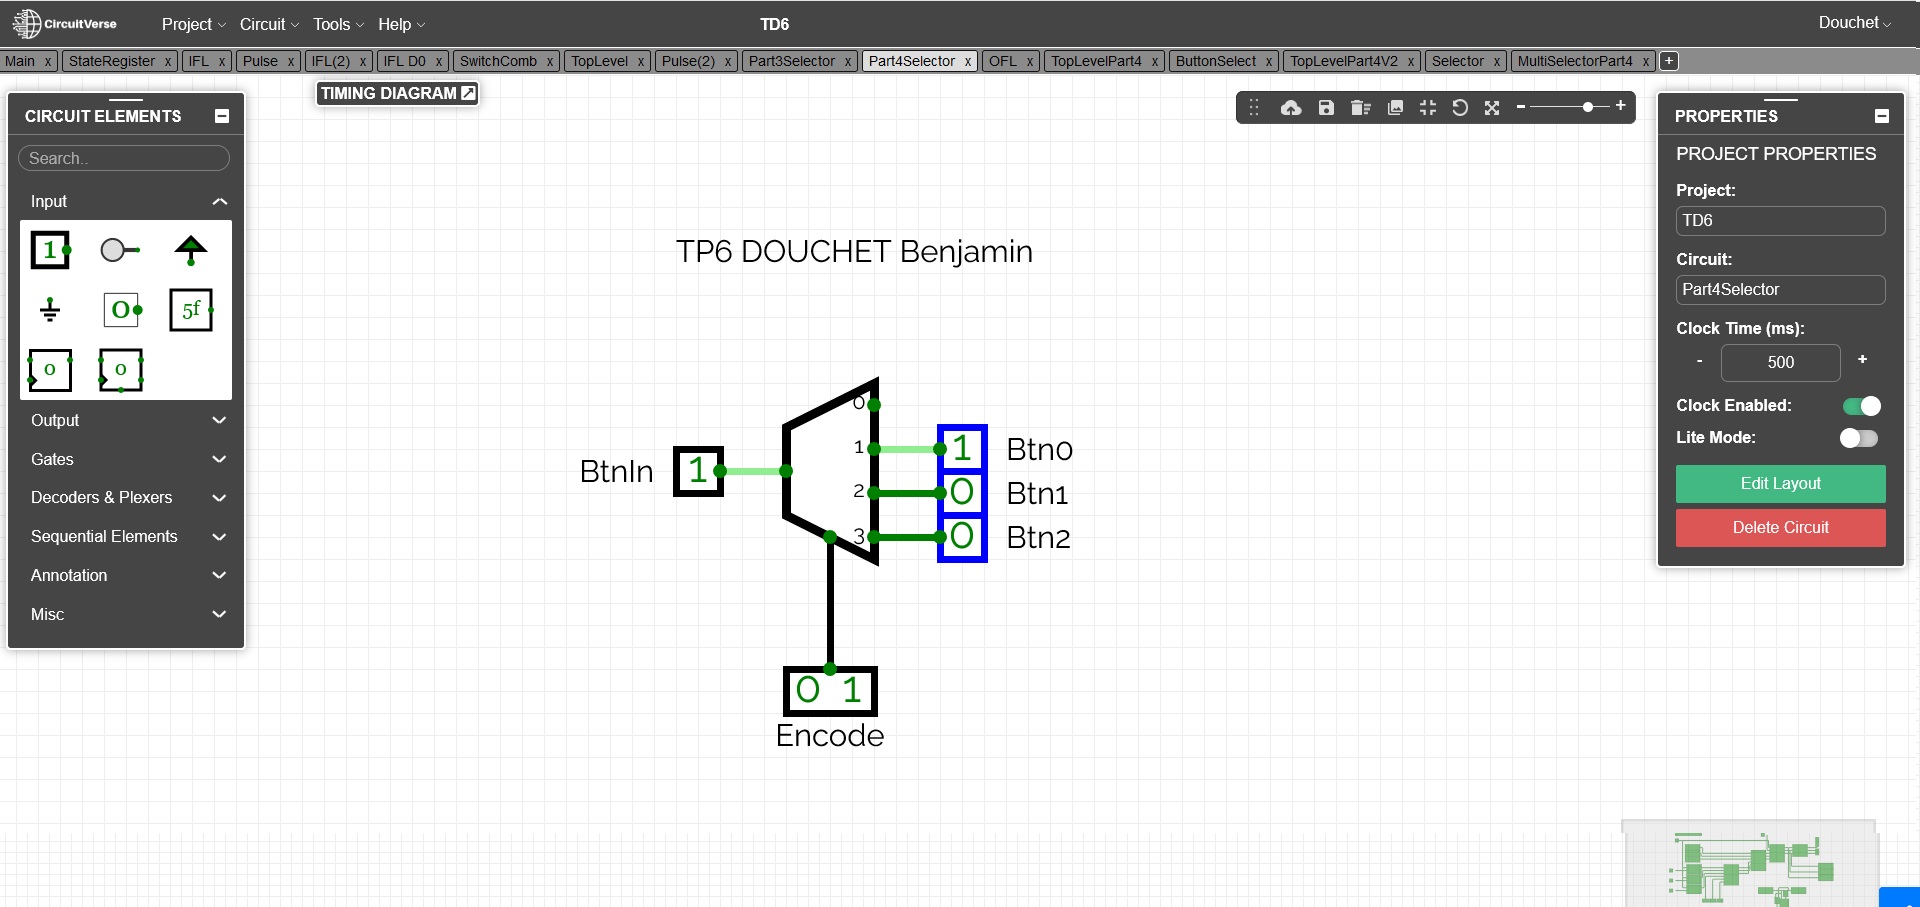 CircuitVerse Project Circuit Tools Help TD6 Douchet
Main x StateRegister x IFL x Pulse x IFL(2) x IFL D0 x SwitchComb x TopLevel x Pulse(2) x Part3Selector x Part4Selector x OFL x TopLevelPart4 x ButtonSelect x TopLevelPart4V2 x Selector x MultiSelectorPart4 x +
TIMING DIAGRAM
CIRCUIT ELEMENTS
Search..
Input
1
0 5f
0 0
Output
Gates
Decoders & Plexers
Sequential Elements
Annotation
Misc
TP6 DOUCHET Benjamin
0
1 1 Btn0
BtnIn 1
2 0 Btn1
3 0 Btn2
0 1
Encode
PROPERTIES
PROJECT PROPERTIES
Project:
TD6
Circuit:
Part4Selector
Clock Time (ms):
- 500 +
Clock Enabled:
Lite Mode:
Edit Layout
Delete Circuit